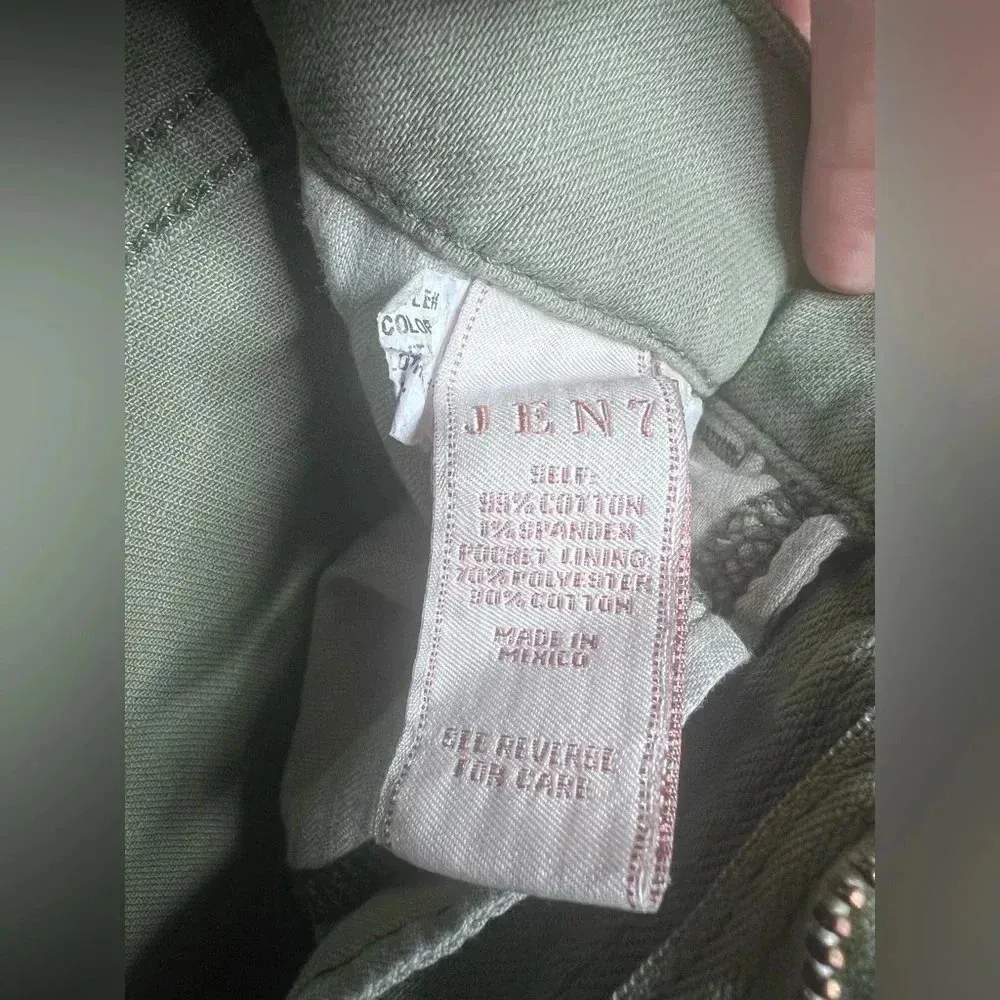 COLOR
JEN7
SELF:
99% COTTON
1% SPANDEX
POCKET LINING:
70% POLYESTER
30% COTTON
MADE IN
MEXICO
SEE REVERSE
FOR CARE